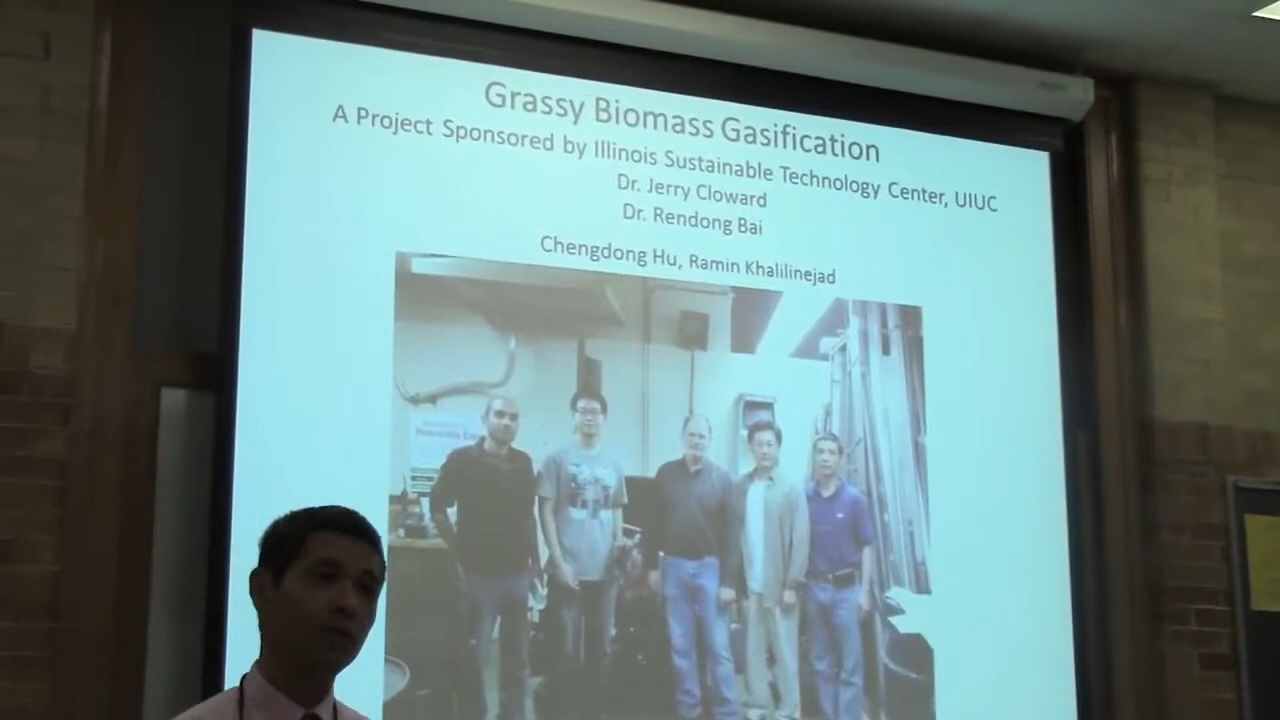 Grassy Biomass Gasification
A Project Sponsored by Illinois Sustainable Technology Center, UIUC
Dr. Jerry Cloward
Dr. Rendong Bai
Chengdong Hu, Ramin Khalilinejad